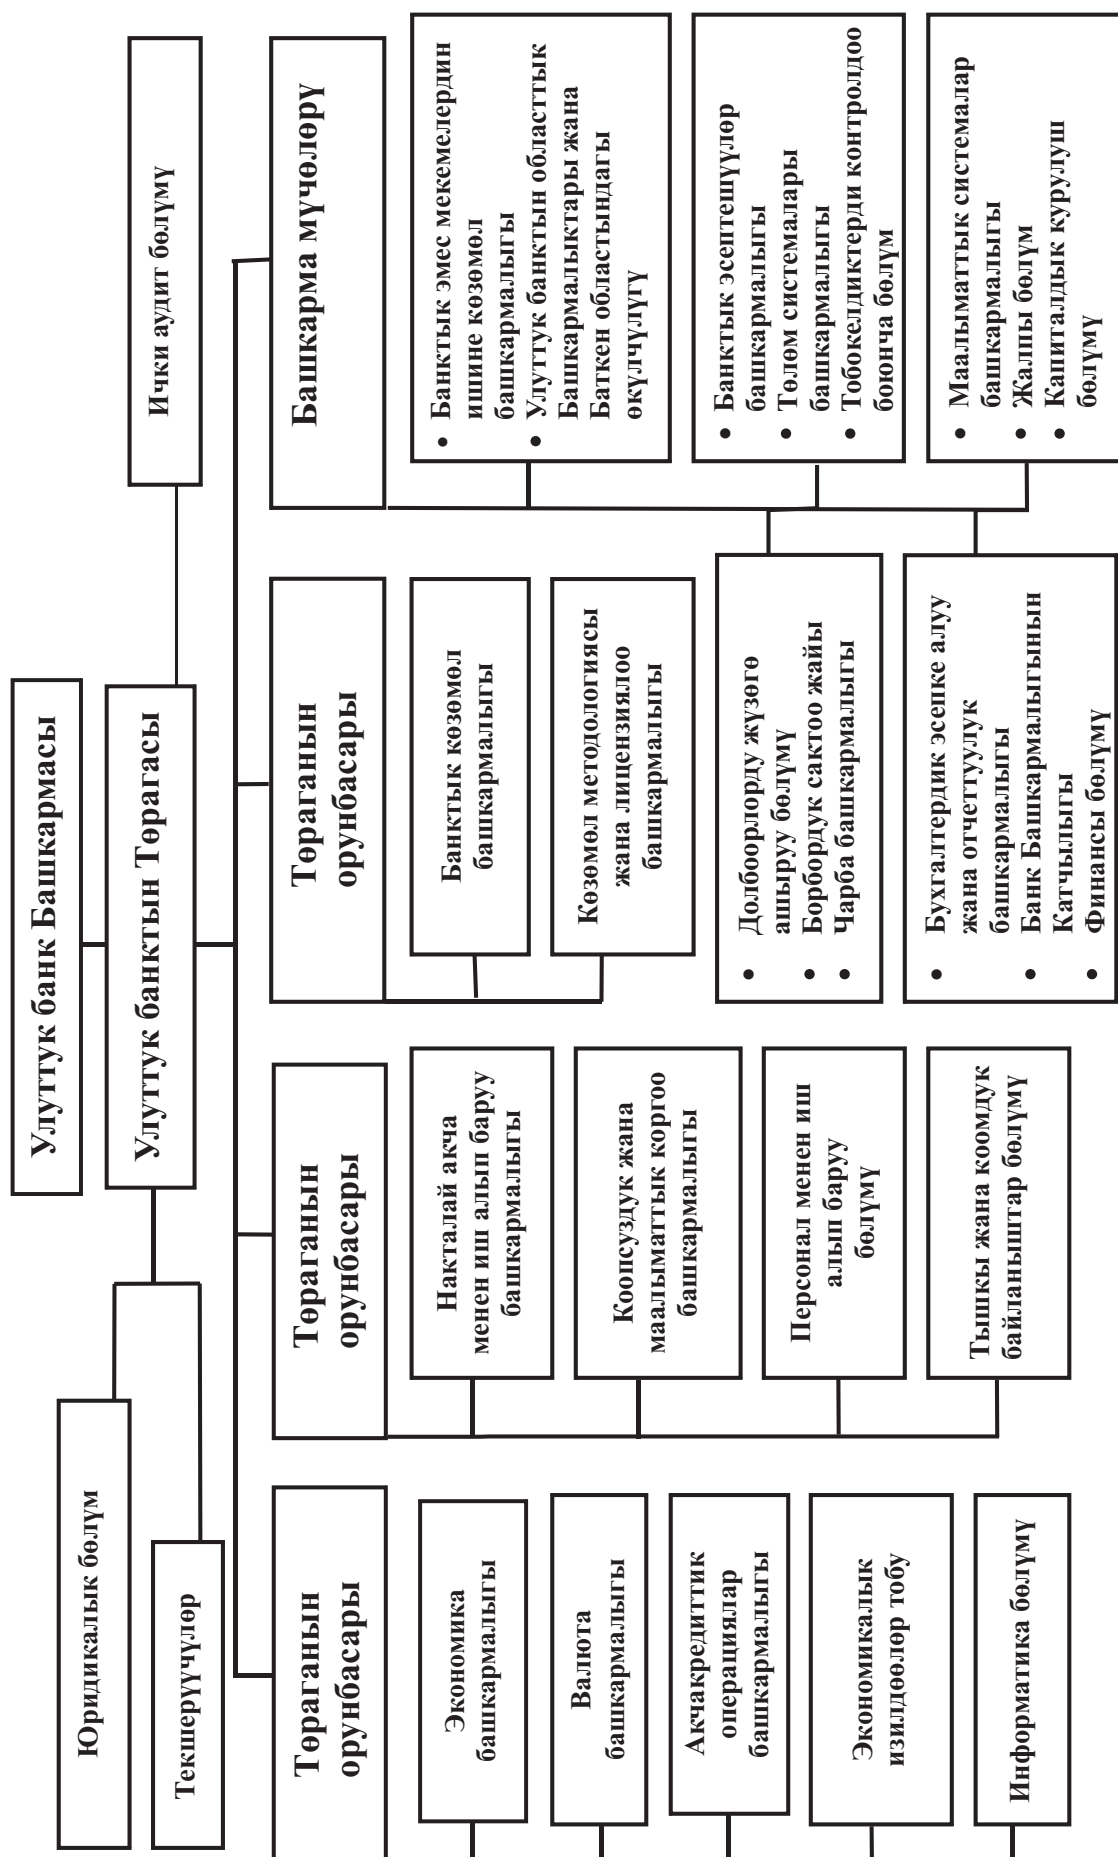 Улуттук банк Башкармасы
Улуттук банктын Төрагасы
Юридикалык бөлүм
Текшерүүчүлөр
Ички аудит бөлүмү
Төраганын
орунбасары
Экономика
башкармалыгы
Валюта
башкармалыгы
Акчакредиттик
операциялар
башкармалыгы
Экономикалык
изилдөөлөр тобу
Информатика бөлүмү
Төраганын
орунбасары
Накталай акча
менен иш алып баруу
башкармалыгы
Коопсуздук жана
маалыматтык коргоо
башкармалыгы
Персонал менен иш
алып баруу
бөлүмү
Тышкы жана коомдук
байланыштар бөлүмү
Төраганын
орунбасары
Банктык көзөмөл
башкармалыгы
Көзөмөл методологиясы
жана лицензиялоо
башкармалыгы
Башкарма мүчөлөрү
• Банктык эмес мекемелердин
ишине көзөмөл
башкармалыгы
• Улуттук банктын областтык
Башкармалыктары жана
Баткен областындагы
өкүлчүлүгү
• Долбоорлорду жүзөгө
ашыруу бөлүмү
• Борбордук сактоо жайы
• Чарба башкармалыгы
• Банктык эсептешүүлөр
башкармалыгы
• Төлөм системалары
башкармалыгы
• Тобокелдиктерди контролдоо
боюнча бөлүм
• Бухгалтердик эсепке алуу
жана отчеттуулук
башкармалыгы
• Банк Башкармалыгынын
Катчылыгы
• Финансы бөлүмү
• Маалыматтык системалар
башкармалыгы
• Жалпы бөлүм
• Капиталдык курулуш
бөлүмү